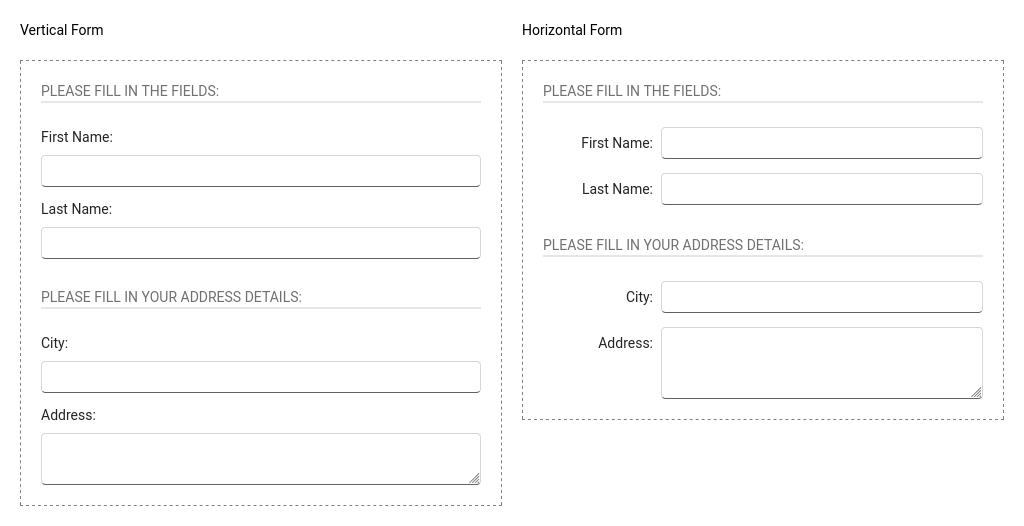 Vertical Form
PLEASE FILL IN THE FIELDS:
First Name:
Last Name:
PLEASE FILL IN YOUR ADDRESS DETAILS:
City:
Address:
Horizontal Form
PLEASE FILL IN THE FIELDS:
First Name:
Last Name:
PLEASE FILL IN YOUR ADDRESS DETAILS:
City:
Address: